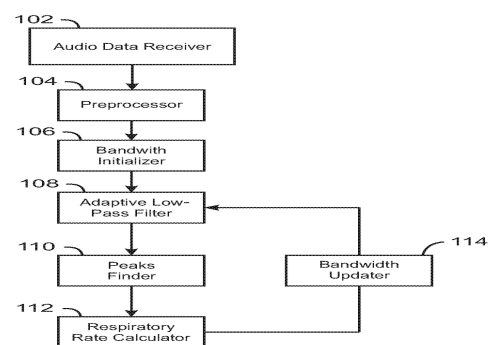 102
Audio Data Receiver
104
Preprocessor
106
Bandwith
Initializer
108
Adaptive Low-
Pass Filter
110
Peaks
Finder
114
Bandwidth
Updater
112
Respiratory
Rate Calculator